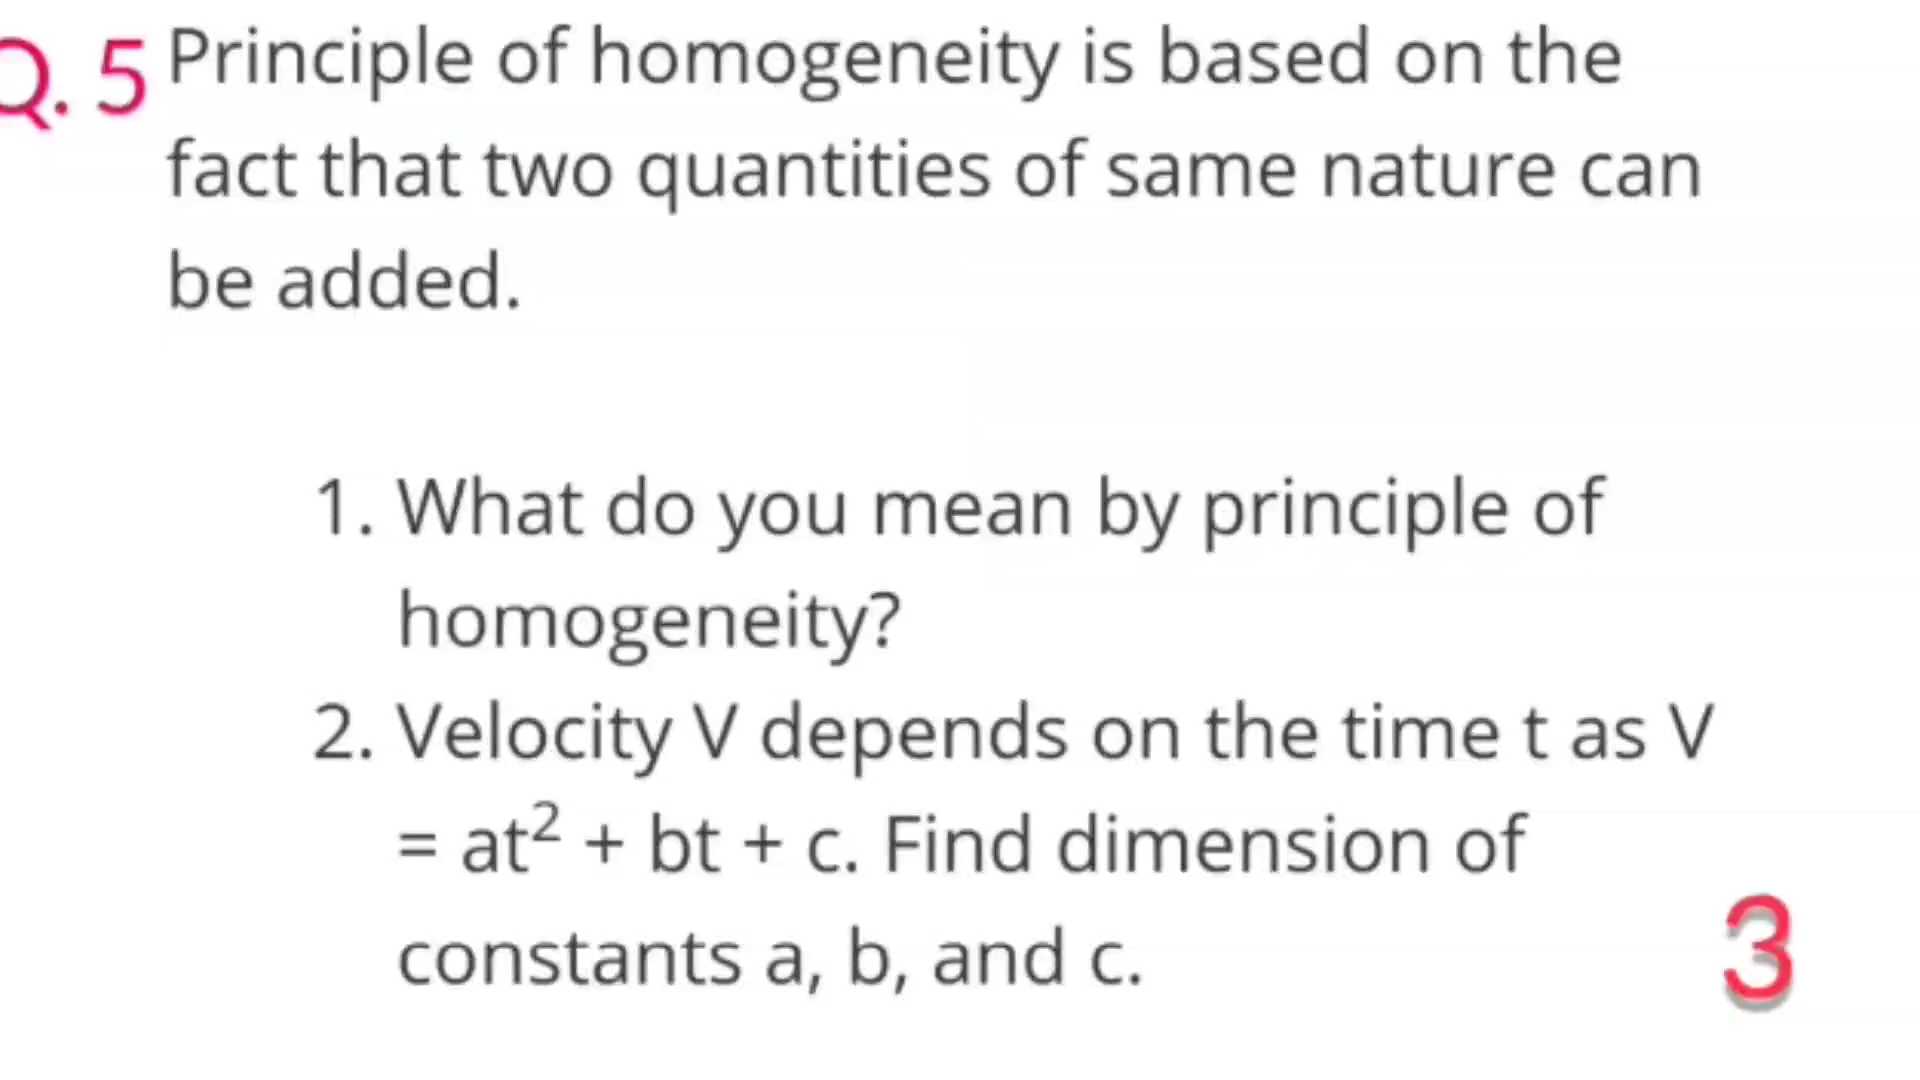 Q. 5 Principle of homogeneity is based on the
fact that two quantities of same nature can
be added.
1. What do you mean by principle of
homogeneity?
2. Velocity V depends on the time t as V
= at² + bt + c. Find dimension of
constants a, b, and c.
3